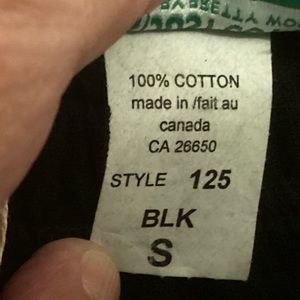 100% COTTON
made in /fait au
canada
CA 26650
STYLE 125
BLK
S